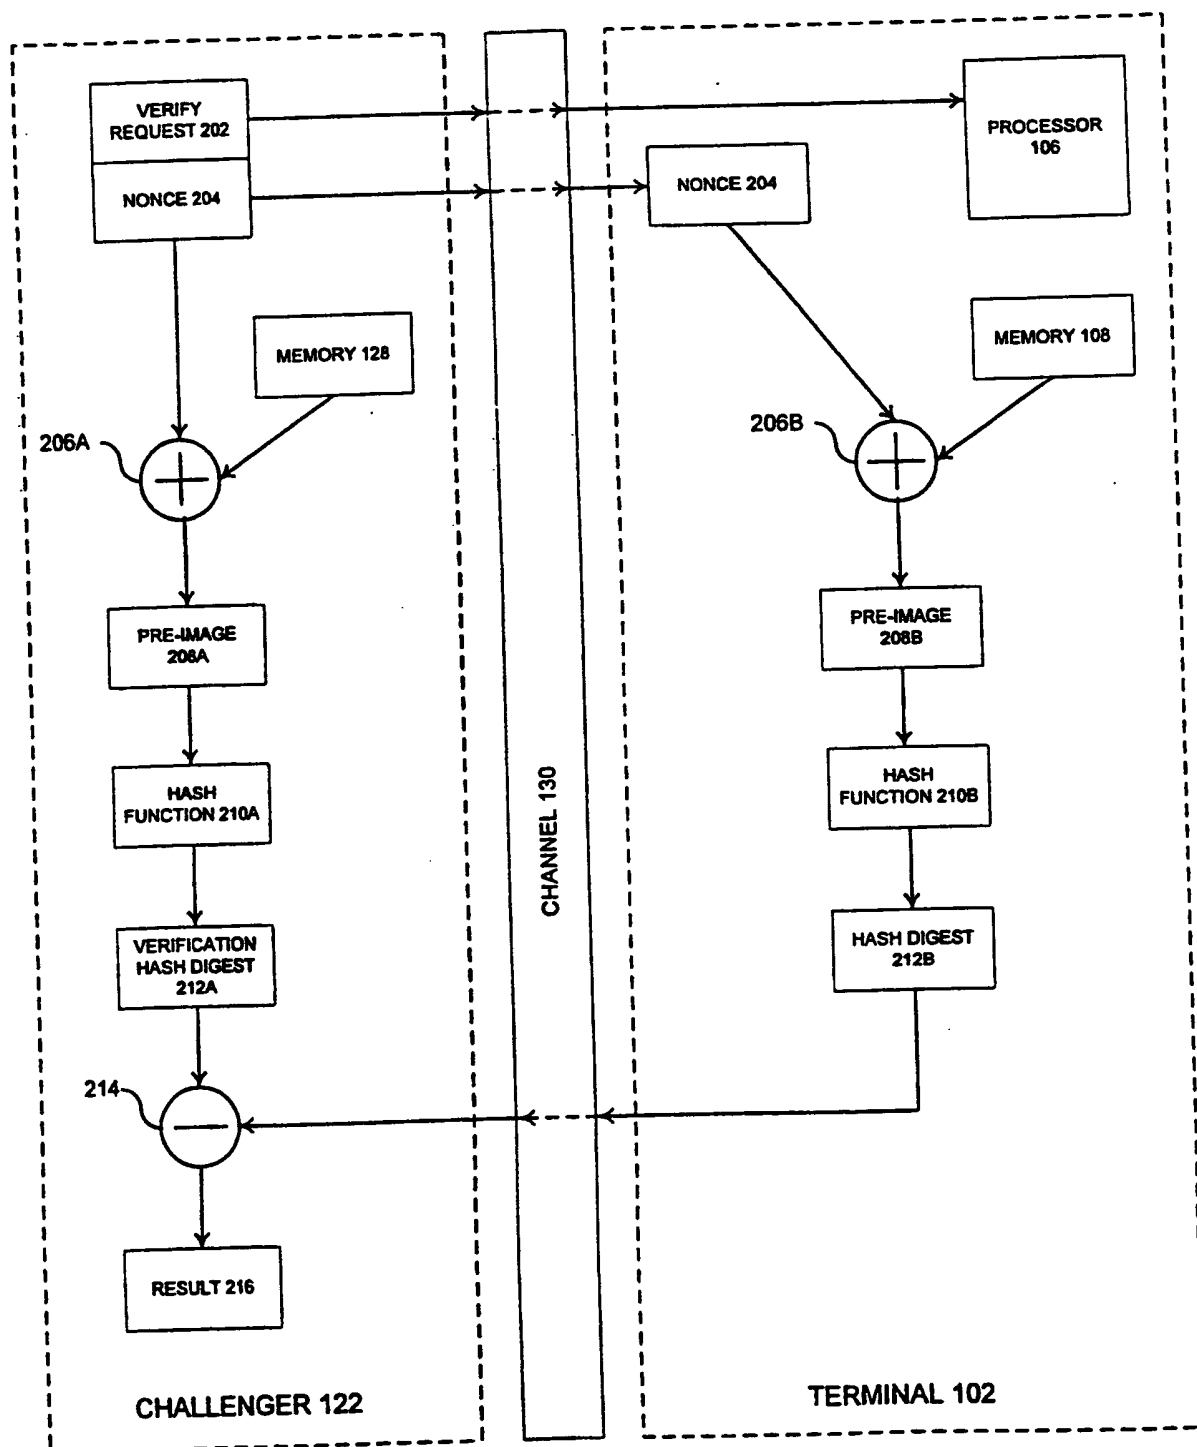 VERIFY
REQUEST 202
NONCE 204
PROCESSOR
106
NONCE 204
MEMORY 128
MEMORY 108
206A
206B
PRE-IMAGE
208A
PRE-IMAGE
208B
HASH
FUNCTION 210A
HASH
FUNCTION 210B
CHANNEL 130
VERIFICATION
HASH DIGEST
212A
HASH DIGEST
212B
214
RESULT 216
CHALLENGER 122
TERMINAL 102